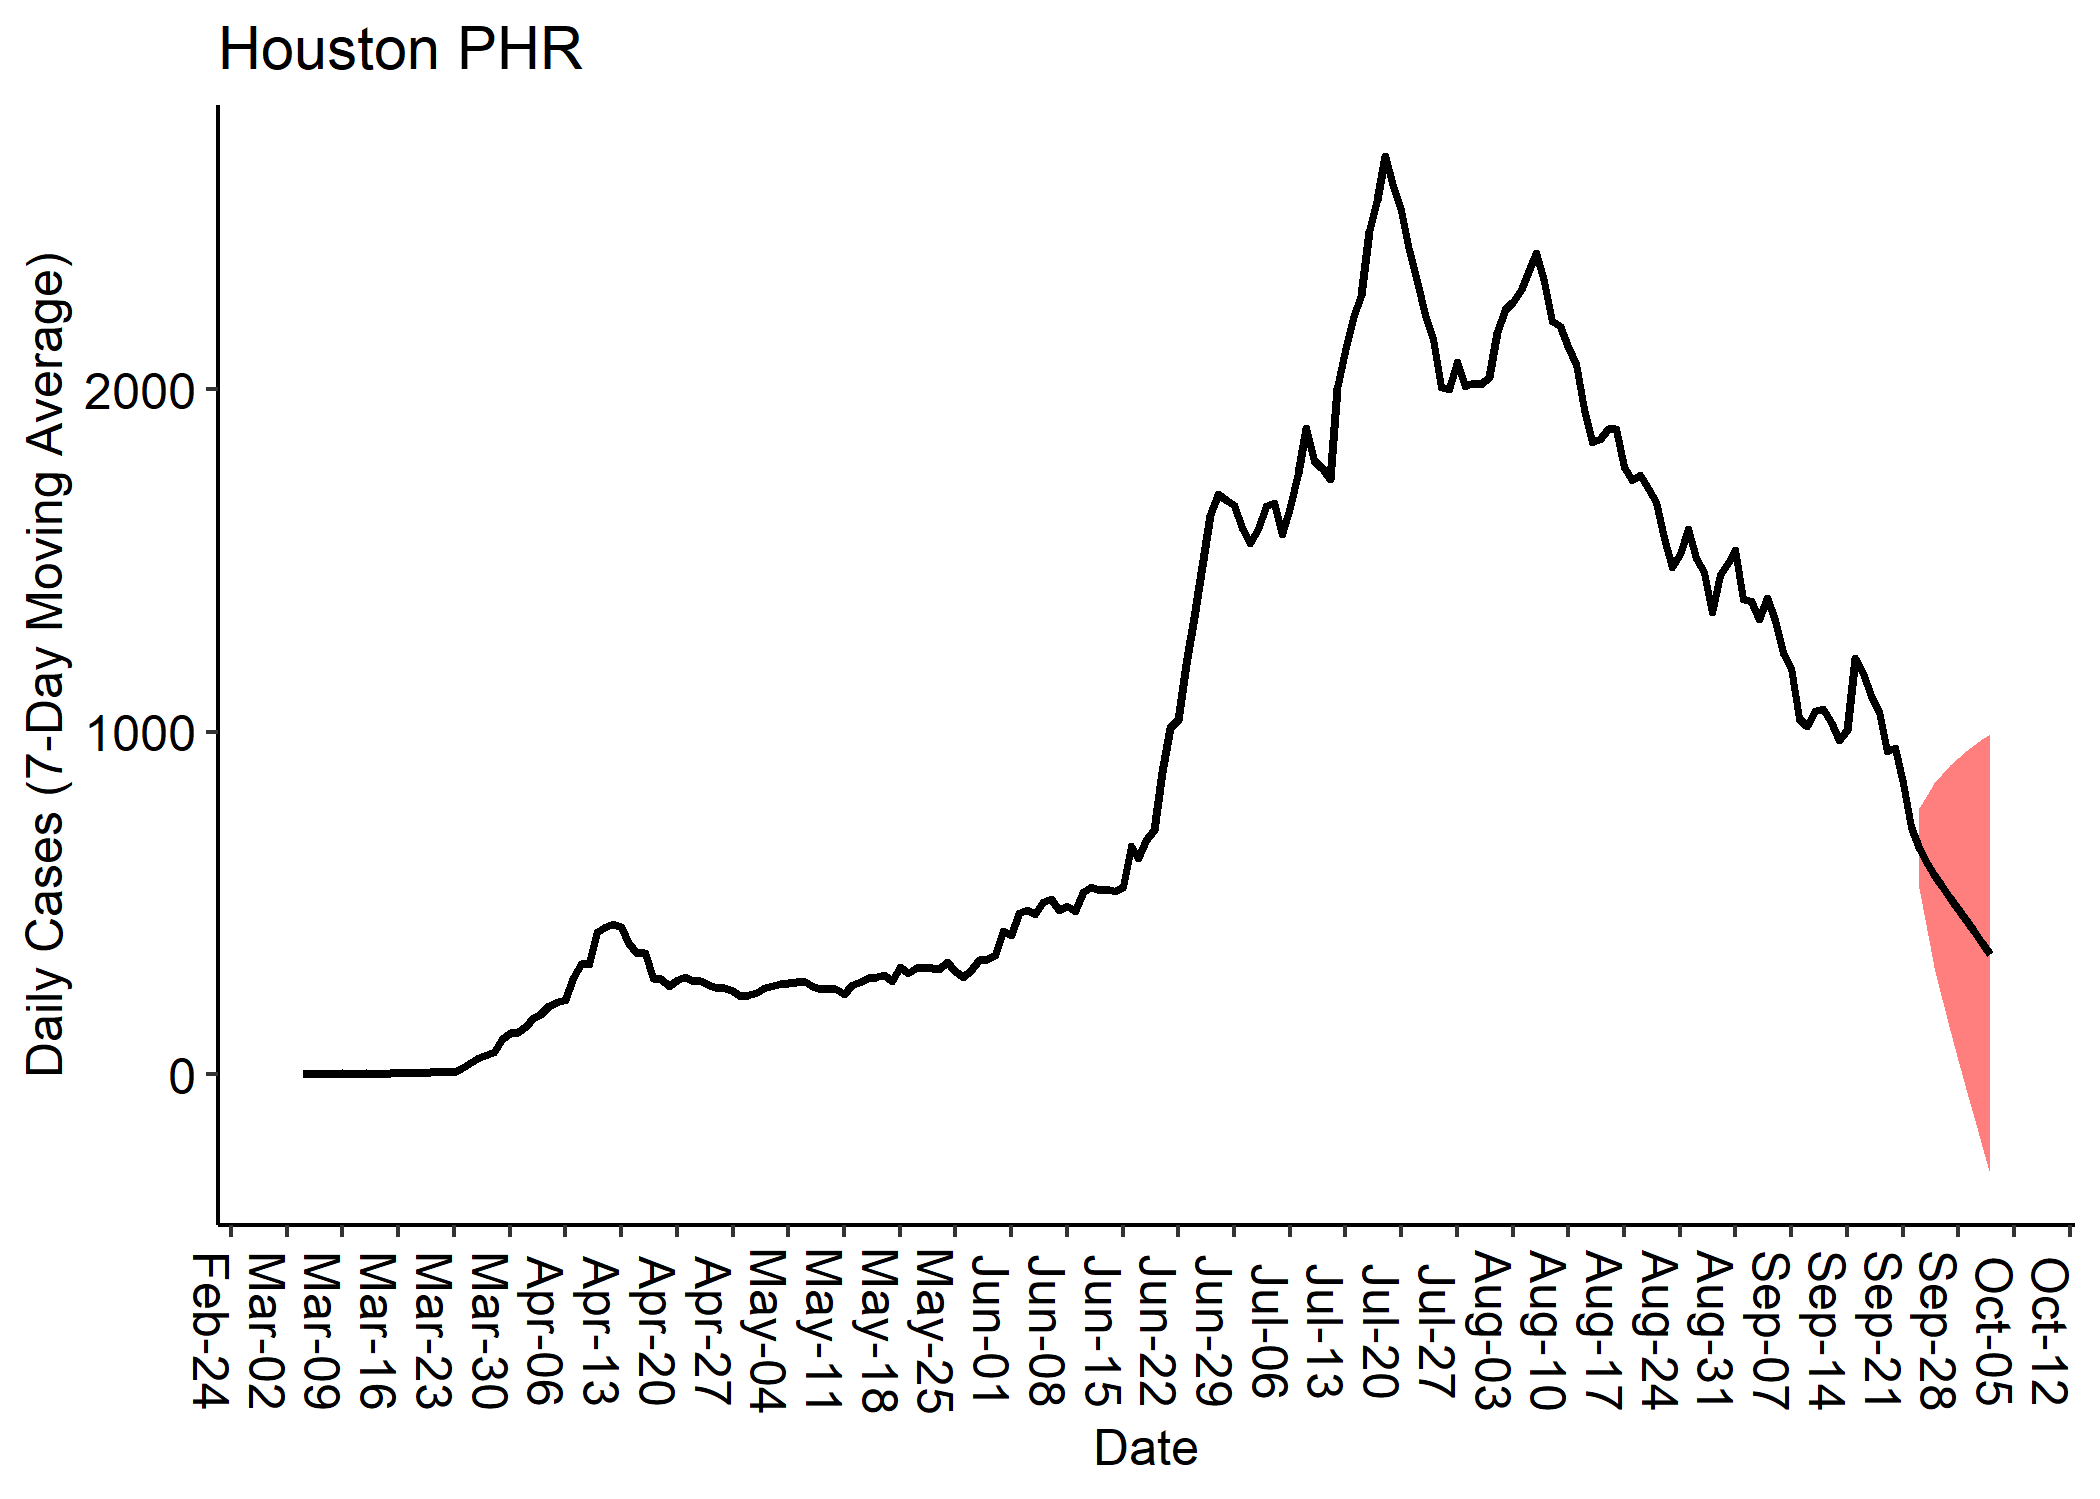 Houston PHR
Daily Cases (7-Day Moving Average)
2000
1000
0
Feb-24
Mar-02
Mar-09
Mar-16
Mar-23
Mar-30
Apr-06
Apr-13
Apr-20
Apr-27
May-04
May-11
May-18
May-25
Jun-01
Jun-08
Jun-15
Jun-22
Jun-29
Jul-06
Jul-13
Jul-20
Jul-27
Aug-03
Aug-10
Aug-17
Aug-24
Aug-31
Sep-07
Sep-14
Sep-21
Sep-28
Oct-05
Oct-12
Date